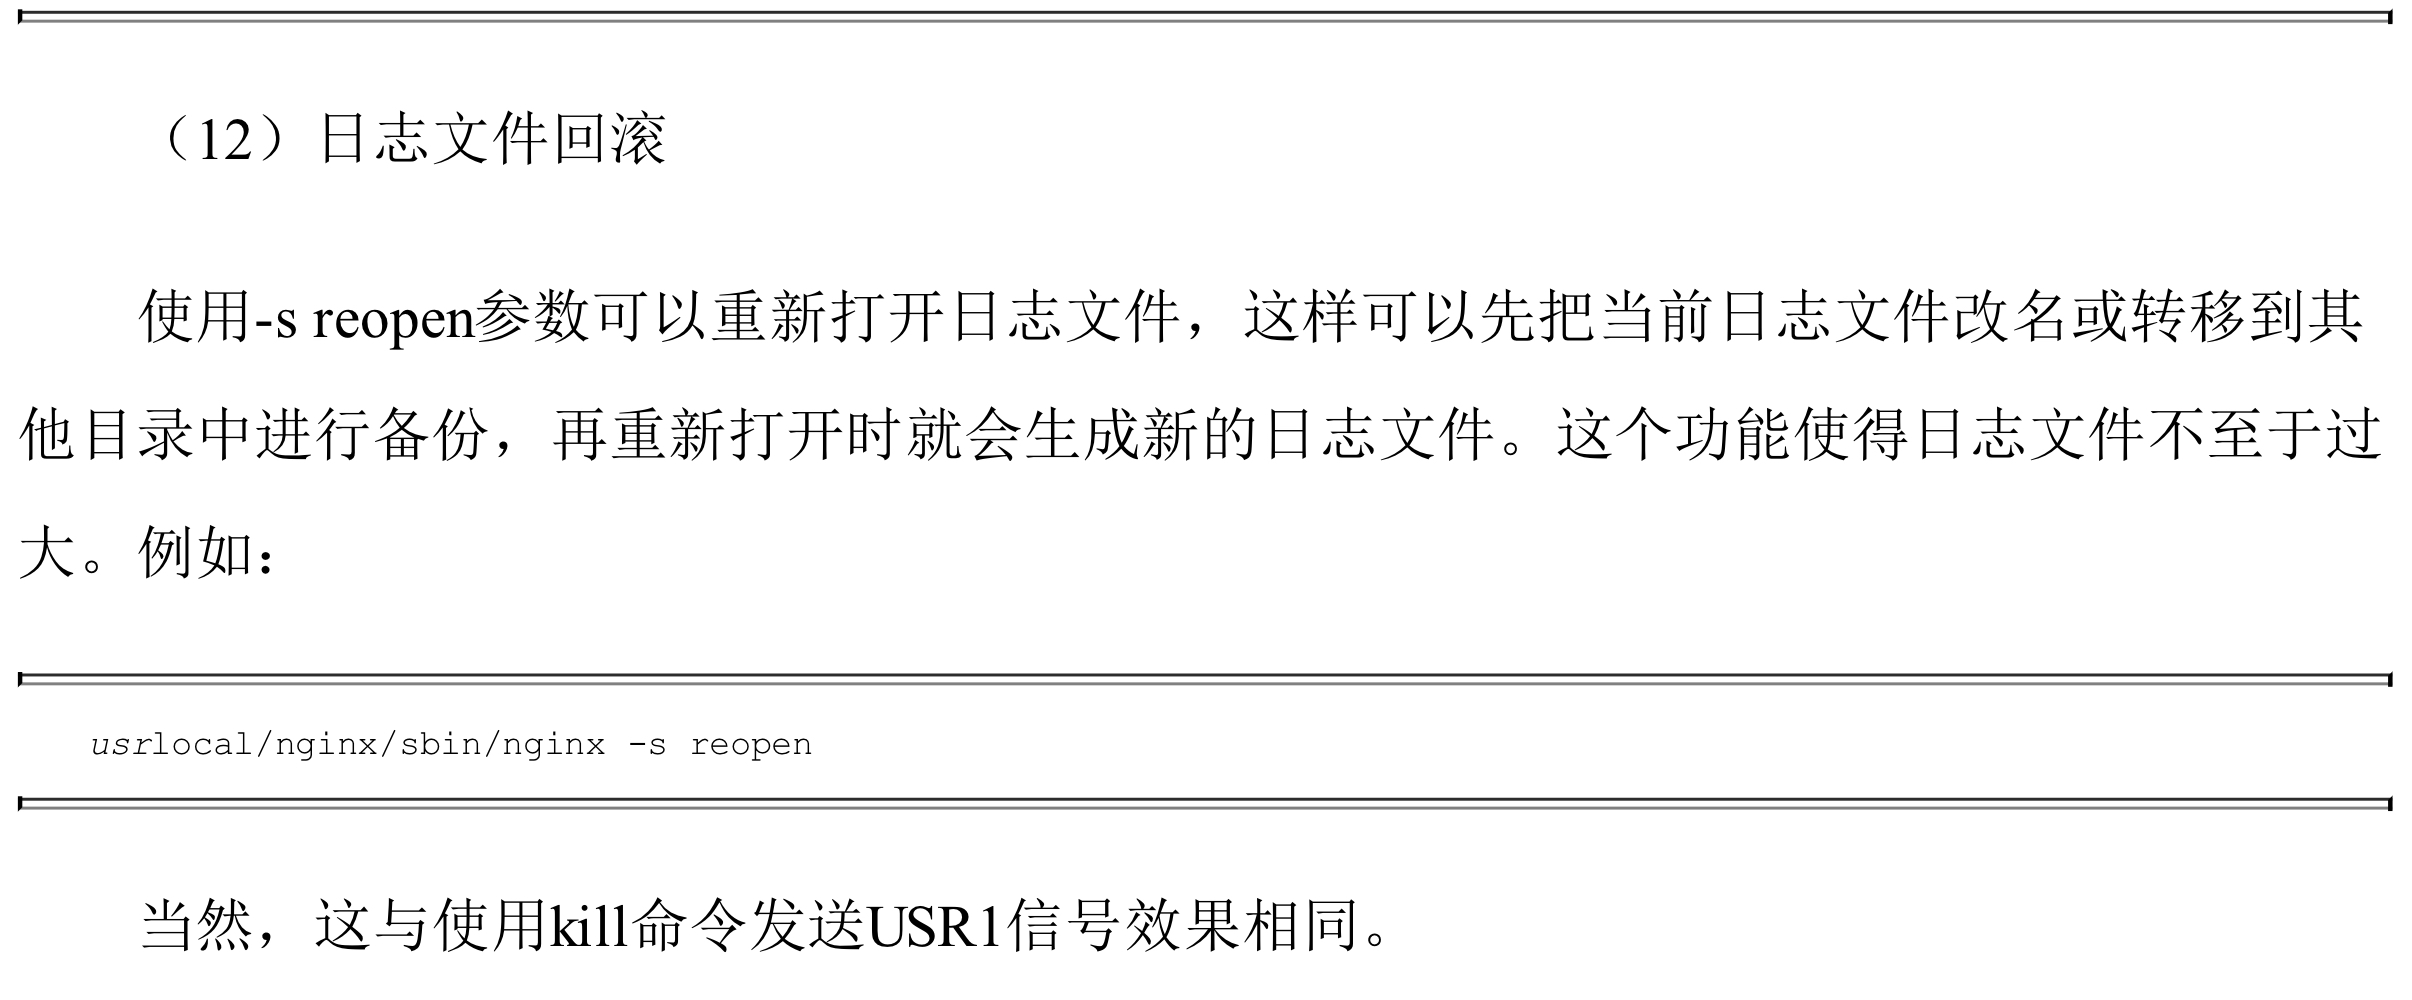 （12）日志文件回滚
使用-s reopen参数可以重新打开日志文件，这样可以先把当前日志文件改名或转移到其
他目录中进行备份，再重新打开时就会生成新的日志文件。这个功能使得日志文件不至于过
大。例如：
usrlocal/nginx/sbin/nginx -s reopen
当然，这与使用kill命令发送USR1信号效果相同。